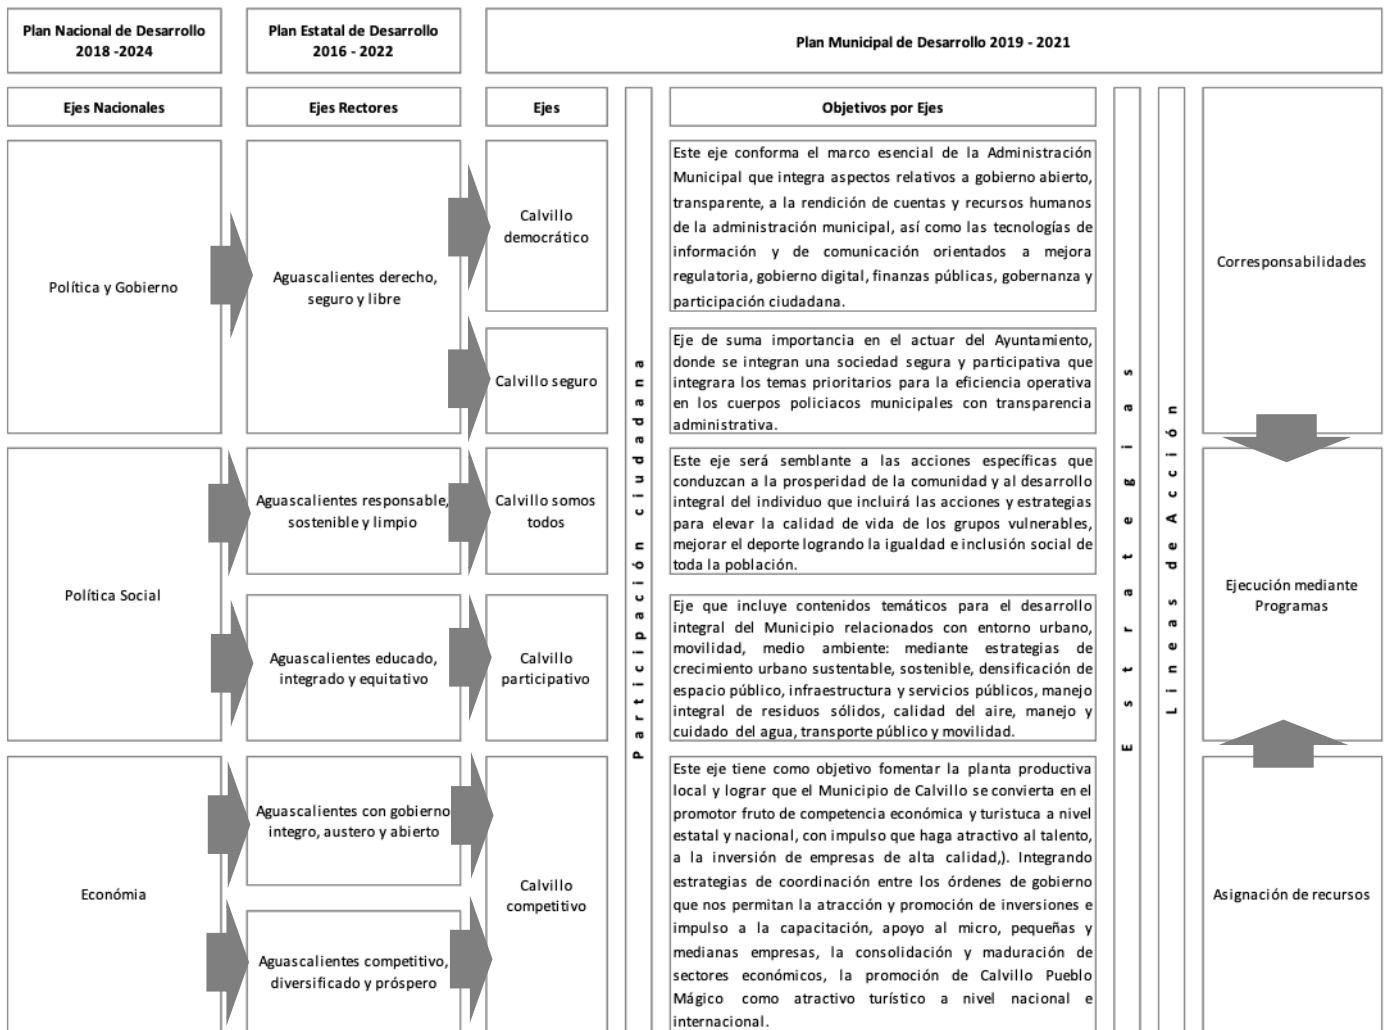 Plan Nacional de Desarrollo
2018 -2024
Plan Estatal de Desarrollo
2016 - 2022
Plan Municipal de Desarrollo 2019 - 2021
Ejes Nacionales
Ejes Rectores
Ejes
Objetivos por Ejes
Política y Gobierno
Aguascalientes derecho,
seguro y libre
Calvillo
democrático
Este eje conforma el marco esencial de la Administración
Municipal que integra aspectos relativos a gobierno abierto,
transparente, a la rendición de cuentas y recursos humanos
de la administración municipal, así como las tecnologías de
información y de comunicación orientados a mejora
regulatoria, gobierno digital, finanzas públicas, gobernanza y
participación ciudadana.
Calvillo seguro
Eje de suma importancia en el actuar del Ayuntamiento,
donde se integran una sociedad segura y participativa que
integrara los temas prioritarios para la eficiencia operativa
en los cuerpos policiacos municipales con transparencia
administrativa.
Política Social
Aguascalientes responsable,
sostenible y limpio
Calvillo somos
todos
Este eje será semblante a las acciones específicas que
conduzcan a la prosperidad de la comunidad y al desarrollo
integral del individuo que incluirá las acciones y estrategias
para elevar la calidad de vida de los grupos vulnerables,
mejorar el deporte logrando la igualdad e inclusión social de
toda la población.
Aguascalientes educado,
integrado y equitativo
Calvillo
participativo
Eje que incluye contenidos temáticos para el desarrollo
integral del Municipio relacionados con entorno urbano,
movilidad, medio ambiente: mediante estrategias de
crecimiento urbano sustentable, sostenible, densificación de
espacio público, infraestructura y servicios públicos, manejo
integral de residuos sólidos, calidad del aire, manejo y
cuidado del agua, transporte público y movilidad.
Económia
Aguascalientes con gobierno
integro, austero y abierto
Aguascalientes competitivo,
diversificado y próspero
Calvillo
competitivo
Este eje tiene como objetivo fomentar la planta productiva
local y lograr que el Municipio de Calvillo se convierta en el
promotor fruto de competencia económica y turistuca a nivel
estatal y nacional, con impulso que haga atractivo al talento,
a la inversión de empresas de alta calidad,). Integrando
estrategias de coordinación entre los órdenes de gobierno
que nos permitan la atracción y promoción de inversiones e
impulso a la capacitación, apoyo al micro, pequeñas y
medianas empresas, la consolidación y maduración de
sectores económicos, la promoción de Calvillo Pueblo
Mágico como atractivo turístico a nivel nacional e
internacional.
Participación ciudadana
Estrategias
Lineas de Acción
Corresponsabilidades
Ejecución mediante
Programas
Asignación de recursos